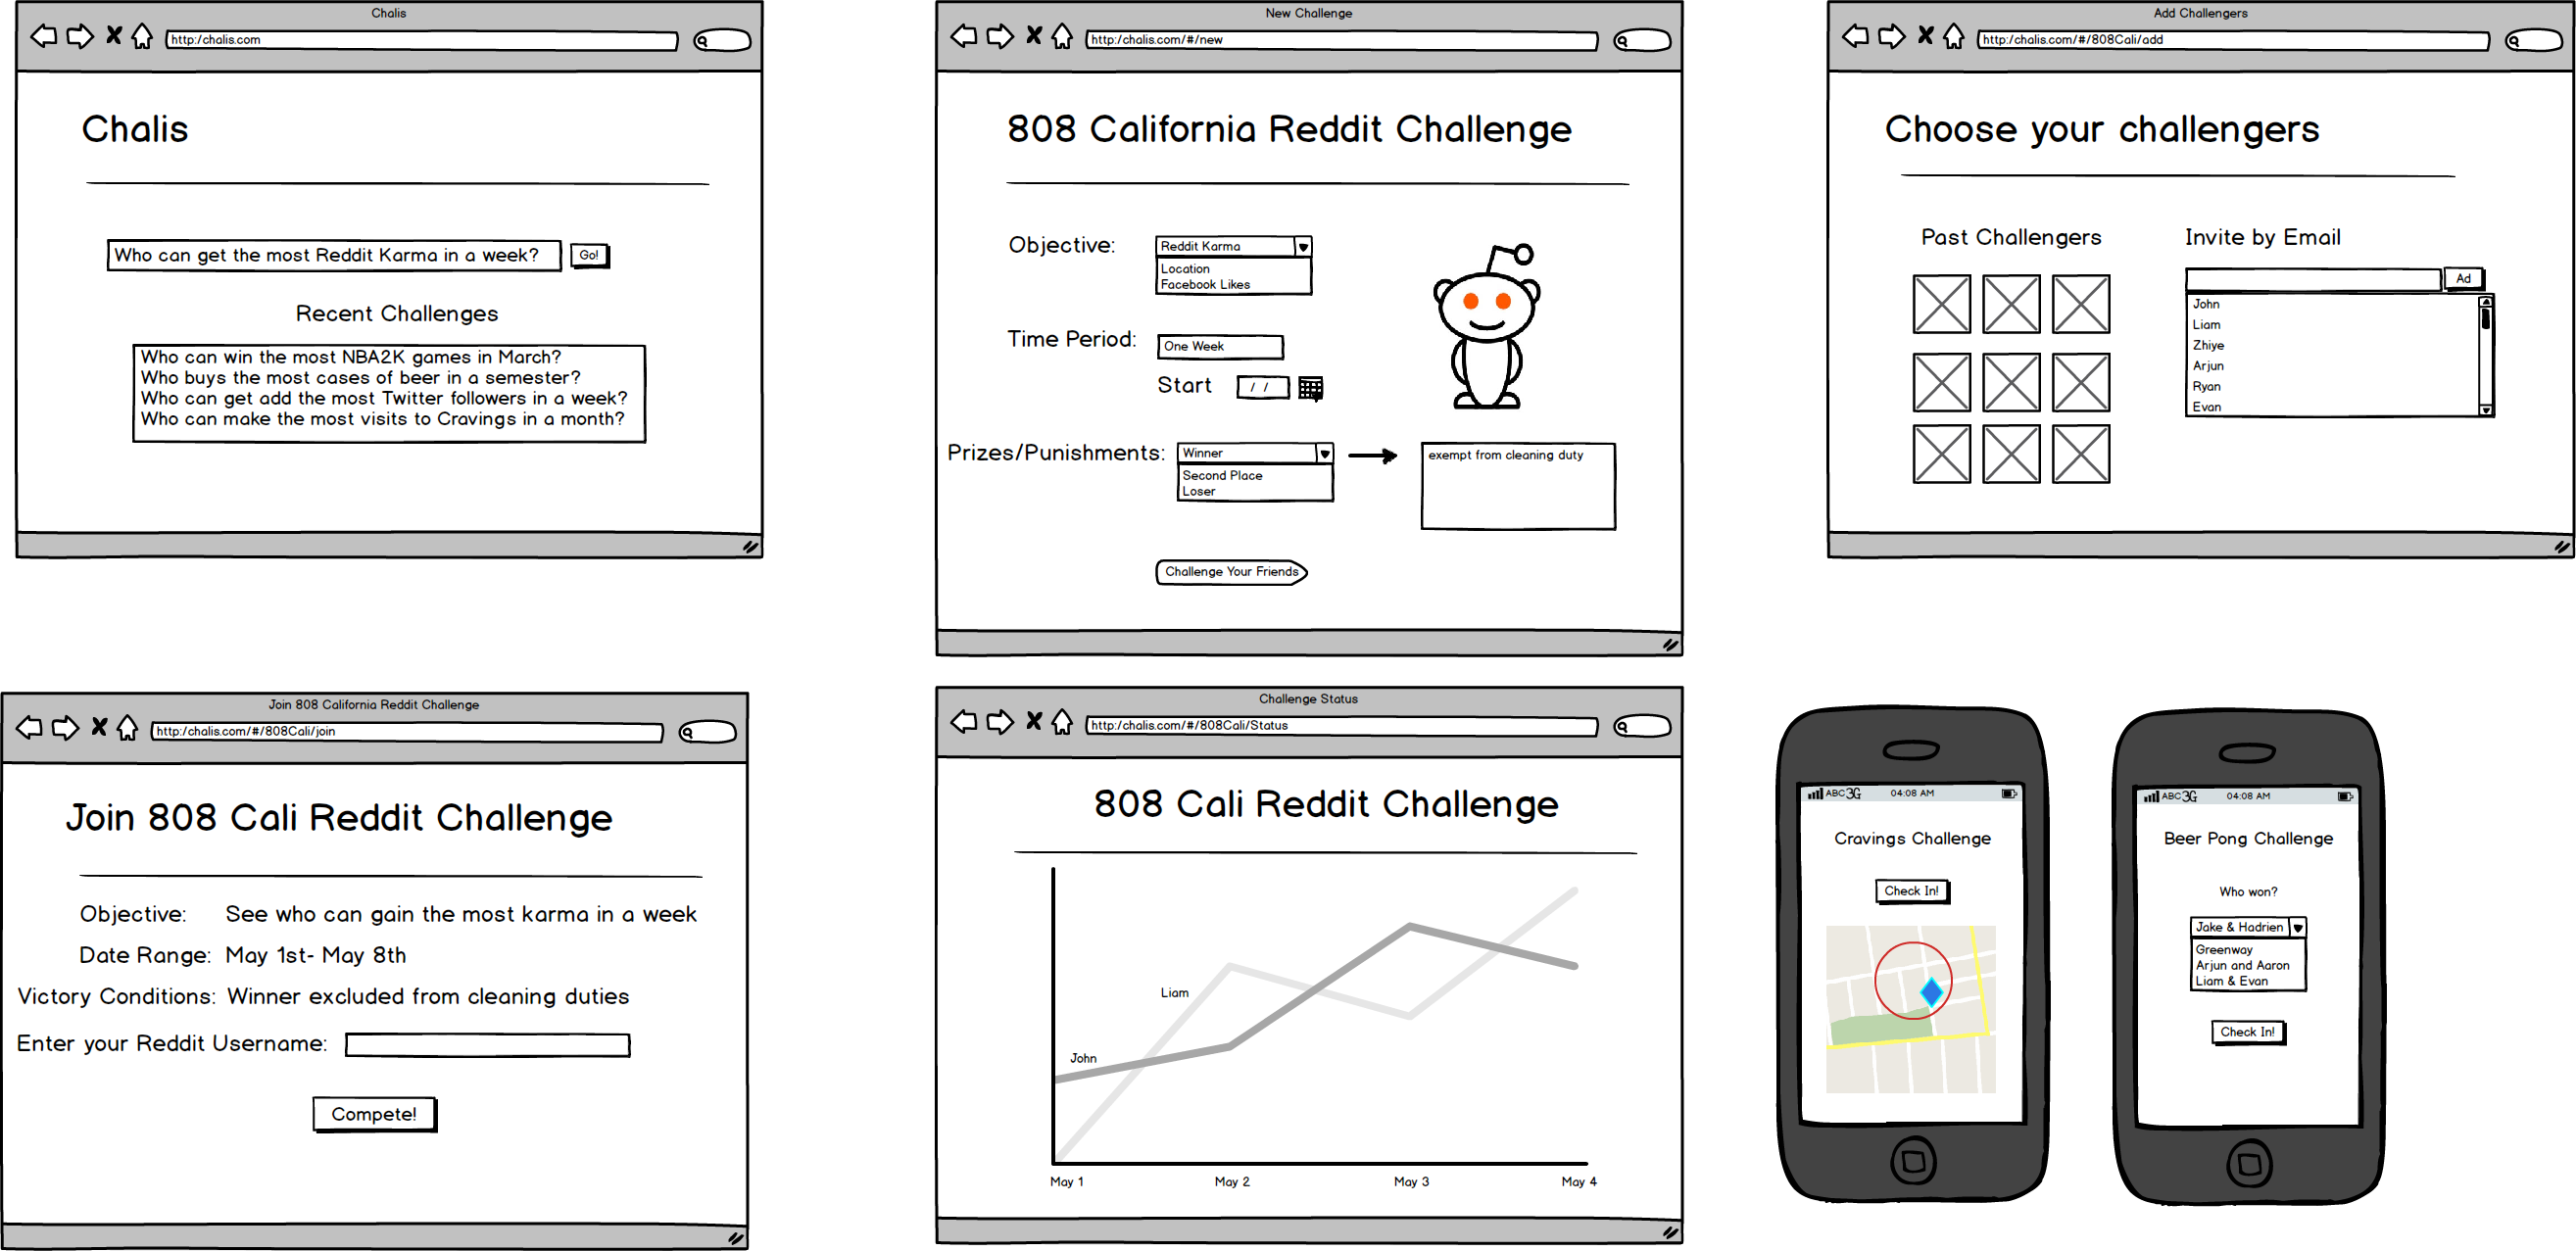 Chalis
http:/chalis.com
Chalis
Who can get the most Reddit Karma in a week?
Go!
Recent Challenges
Who can win the most NBA2K games in March?
Who buys the most cases of beer in a semester?
Who can get add the most Twitter followers in a week?
Who can make the most visits to Cravings in a month?
New Challenge
http:/chalis.com/#/new
808 California Reddit Challenge
Objective:
Reddit Karma
Location
Facebook Likes
Time Period:
One Week
Start
/ /
Prizes/Punishments:
Winner
Second Place
Loser
exempt from cleaning duty
Challenge Your Friends
Add Challengers
http:/chalis.com/#/808Cali/add
Choose your challengers
Past Challengers
Invite by Email
Ad
John
Liam
Zhiye
Arjun
Ryan
Evan
Join 808 California Reddit Challenge
http:/chalis.com/#/808Cali/join
Join 808 Cali Reddit Challenge
Objective: See who can gain the most karma in a week
Date Range: May 1st- May 8th
Victory Conditions: Winner excluded from cleaning duties
Enter your Reddit Username:
Compete!
Challenge Status
http:/chalis.com/#/808Cali/Status
808 Cali Reddit Challenge
Liam
John
May 1 May 2 May 3 May 4
ABC 3G 04:08 AM
Cravings Challenge
Check In!
ABC 3G 04:08 AM
Beer Pong Challenge
Who won?
Jake & Hadrien
Greenway
Arjun and Aaron
Liam & Evan
Check In!